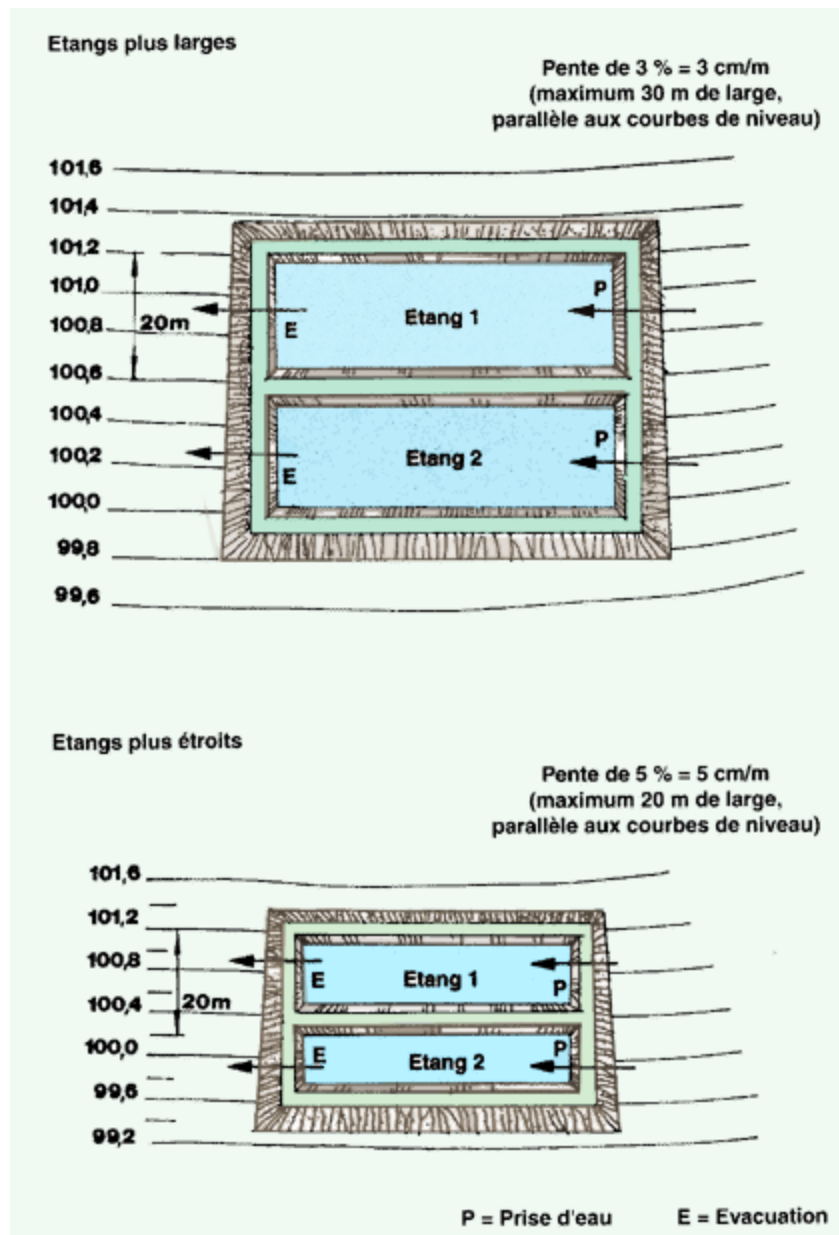 Etangs plus larges
Pente de 3 % = 3 cm/m
(maximum 30 m de large,
parallèle aux courbes de niveau)
101,6
101,4
101,2
101,0
100,8
100,6
100,4
100,2
100,0
99,8
99,6
20m
P
Etang 1
E
P
Etang 2
E
Etangs plus étroits
Pente de 5 % = 5 cm/m
(maximum 20 m de large,
parallèle aux courbes de niveau)
101,6
101,2
100,8
100,4
100,0
99,6
99,2
20m
E
Etang 1
P
E
Etang 2
P
P = Prise d'eau E = Evacuation